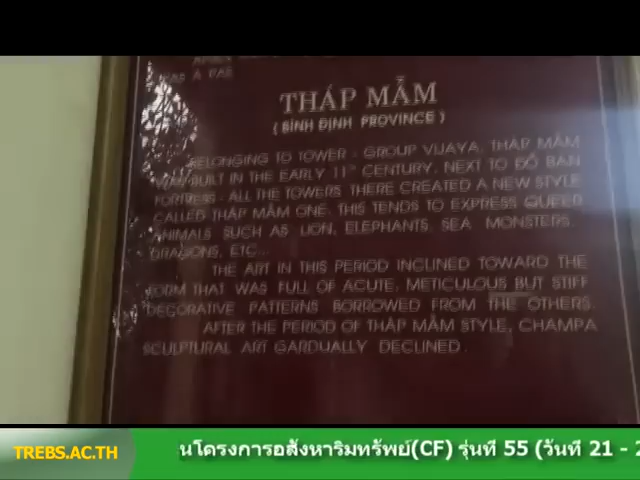 THÁP MẪM
( BÌNH ĐỊNH PROVINCE )
BELONGING TO TOWER - GROUP VIJAYA, THÁP MẪM
WAS BUILT IN THE EARLY 11TH CENTURY, NEXT TO ĐỒ BÀN
FORTRESS - ALL THE TOWERS THERE CREATED A NEW STYLE
CALLED THÁP MẪM ONE. THIS TENDS TO EXPRESS QUEER
ANIMALS SUCH AS LION, ELEPHANTS SEA MONSTERS,
DRAGONS, ETC...
THE ART IN THIS PERIOD INCLINED TOWARD THE
FORM THAT WAS FULL OF ACUTE, METICULOUS BUT STIFF
DECORATIVE PATTERNS BORROWED FROM THE OTHERS.
AFTER THE PERIOD OF THÁP MẪM STYLE, CHAMPA
SCULPTURAL ART GARDUALLY DECLINED.
TREBS.AC.TH นโครงการอสังหาริมทรัพย์(CF) รุ่นที่ 55 (วันที่ 21 -